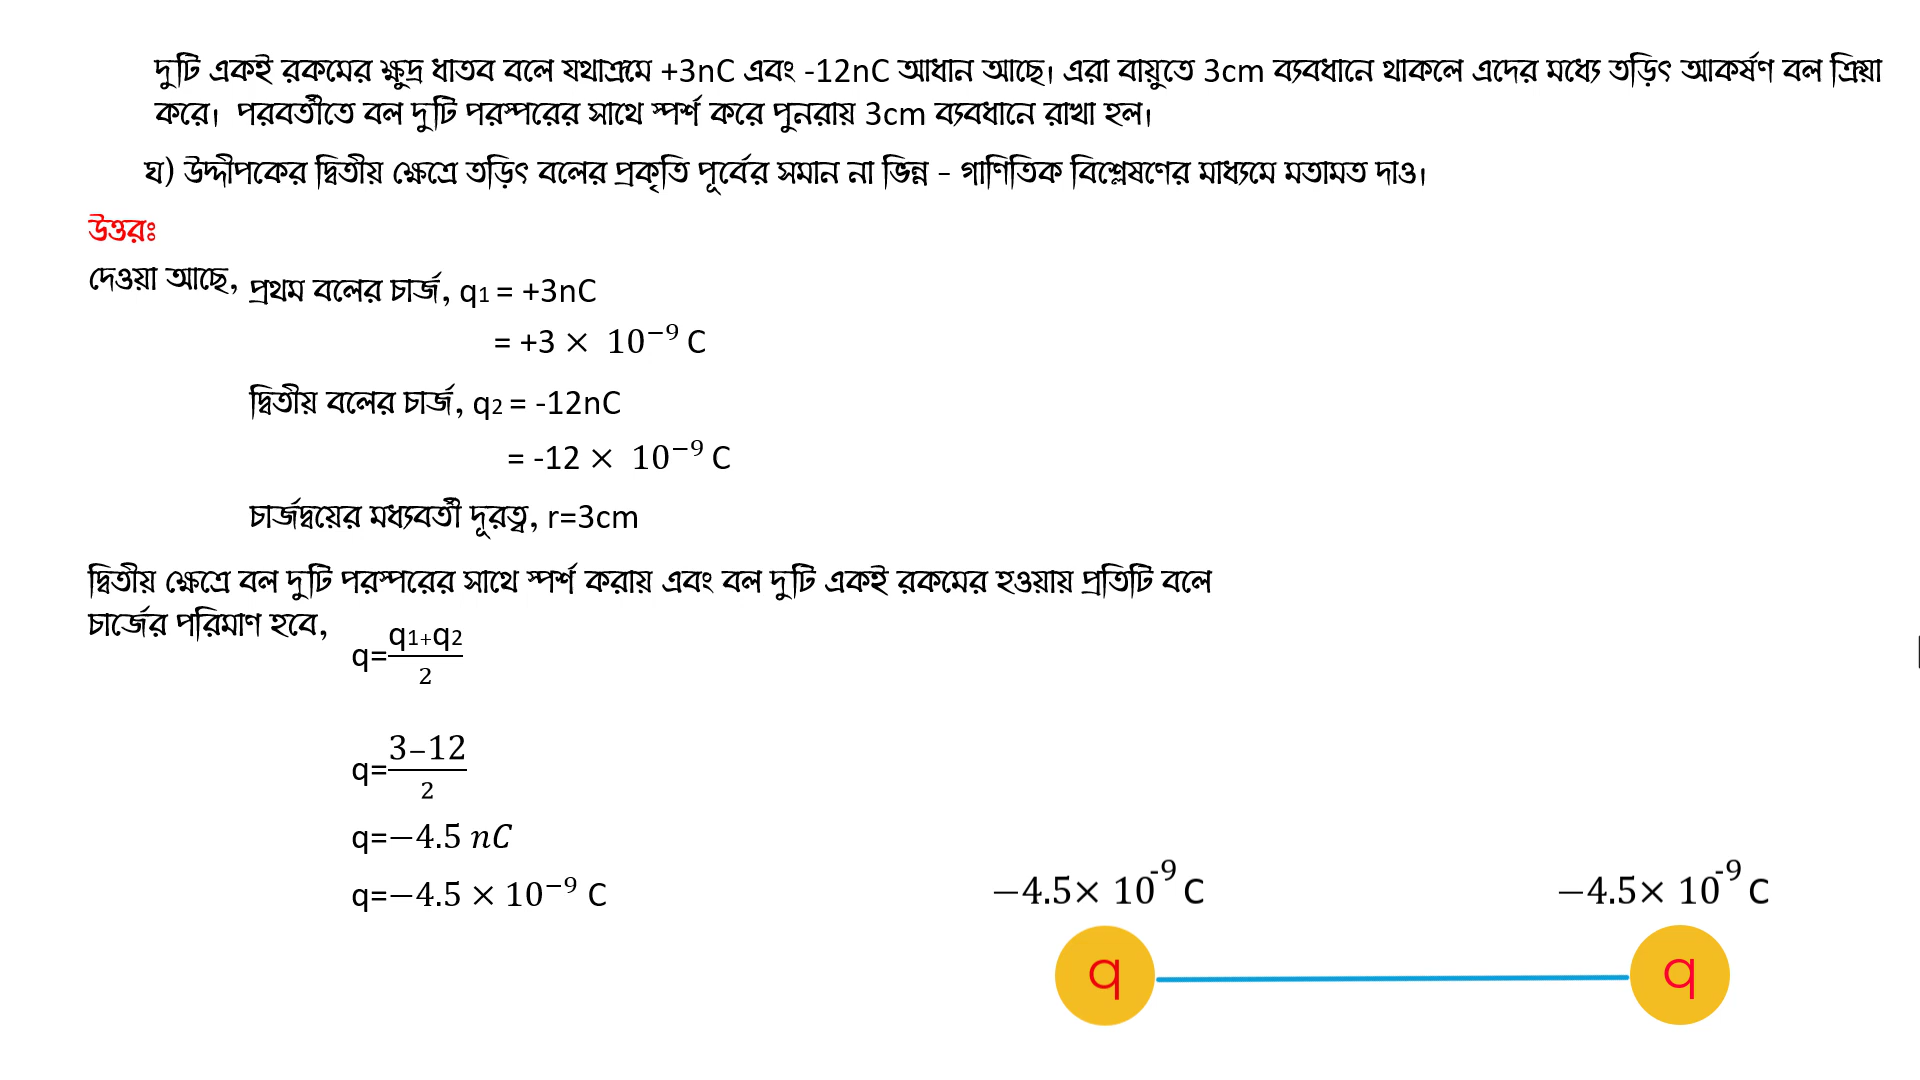 দুটি একই রকমের ক্ষুদ্র ধাতব বলে যথাক্রমে +3nC এবং -12nC আধান আছে। এরা বায়ুতে 3cm ব্যবধানে থাকলে এদের মধ্যে তড়িৎ আকর্ষণ বল ক্রিয়া
করে। পরবর্তীতে বল দুটি পরস্পরের সাথে স্পর্শ করে পুনরায় 3cm ব্যবধানে রাখা হল।
ঘ) উদ্দীপকের দ্বিতীয় ক্ষেত্রে তড়িৎ বলের প্রকৃতি পূর্বের সমান না ভিন্ন - গাণিতিক বিশ্লেষণের মাধ্যমে মতামত দাও।
উত্তরঃ
দেওয়া আছে, প্রথম বলের চার্জ, q1 = +3nC
= +3 × 10⁻⁹ C
দ্বিতীয় বলের চার্জ, q2 = -12nC
= -12 × 10⁻⁹ C
চার্জদ্বয়ের মধ্যবর্তী দূরত্ব, r=3cm
দ্বিতীয় ক্ষেত্রে বল দুটি পরস্পরের সাথে স্পর্শ করায় এবং বল দুটি একই রকমের হওয়ায় প্রতিটি বলে
চার্জের পরিমাণ হবে,
q=q1+q2/2
q=3−12/2
q=−4.5 nC
q=−4.5 × 10⁻⁹ C
−4.5× 10⁻⁹ C −4.5× 10⁻⁹ C
q q